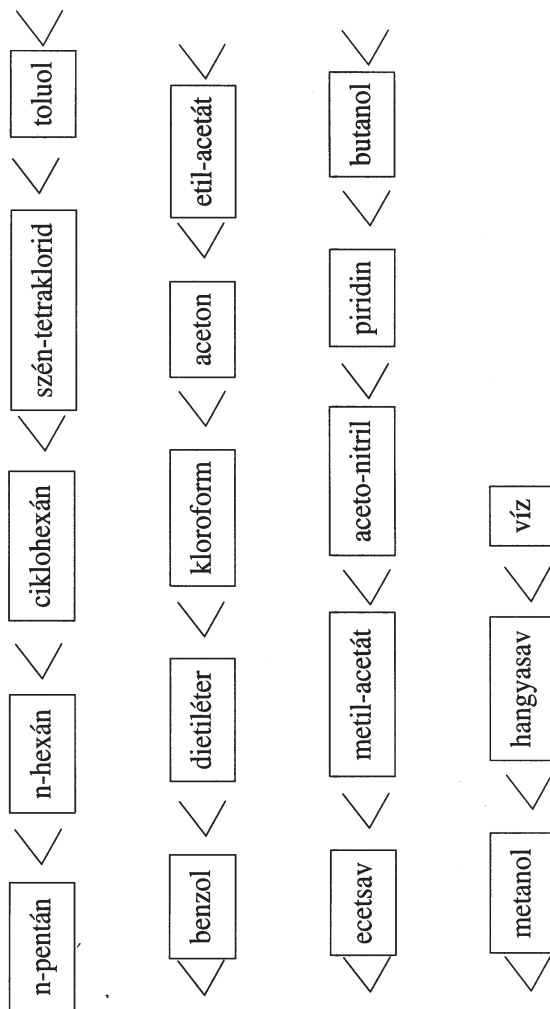 n-pentán < n-hexán < ciklohexán < szén-tetraklorid < toluol <
< benzol < dietiléter < kloroform < aceton < etil-acetát <
< ecetsav < metil-acetát < aceto-nitril < piridin < butanol <
< metanol < hangyasav < víz